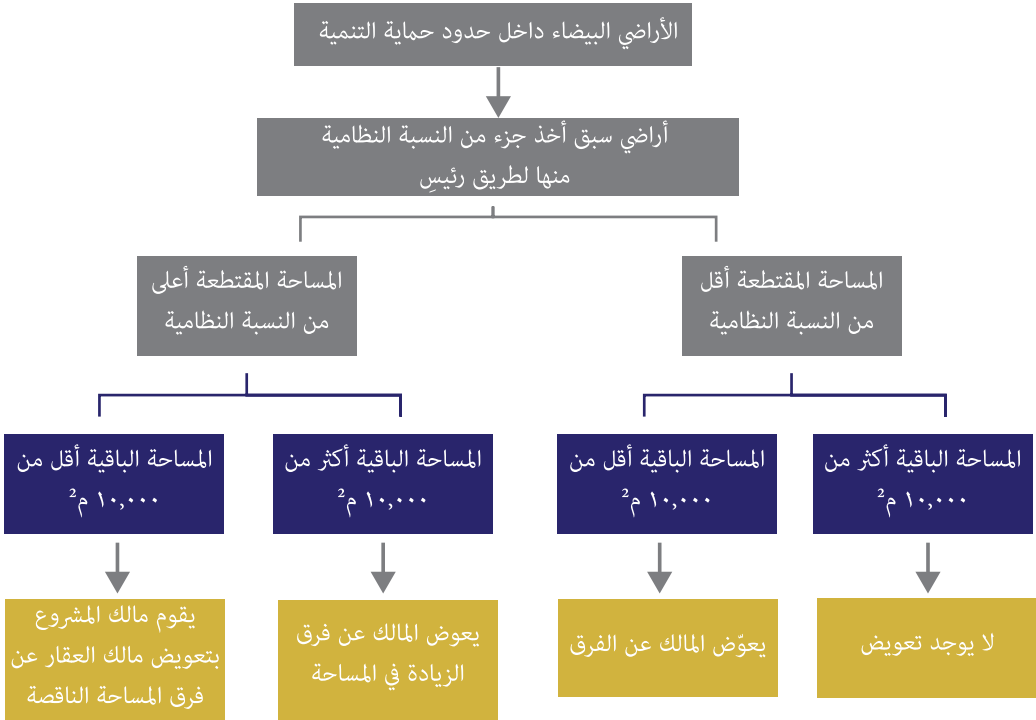 الأراضي البيضاء داخل حدود حماية التنمية
أراضي سبق أخذ جزء من النسبة النظامية
منها لطريق رئيسِ
المساحة المقتطعة أقل
من النسبة النظامية
المساحة المقتطعة أعلى
من النسبة النظامية
المساحة الباقية أكثر من
١٠,٠٠٠ م²
المساحة الباقية أقل من
١٠,٠٠٠ م²
المساحة الباقية أكثر من
١٠,٠٠٠ م²
المساحة الباقية أقل من
١٠,٠٠٠ م²
لا يوجد تعويض
يعوّض المالك عن الفرق
يعوض المالك عن فرق
الزيادة في المساحة
يقوم مالك المشروع
بتعويض مالك العقار عن
فرق المساحة الناقصة